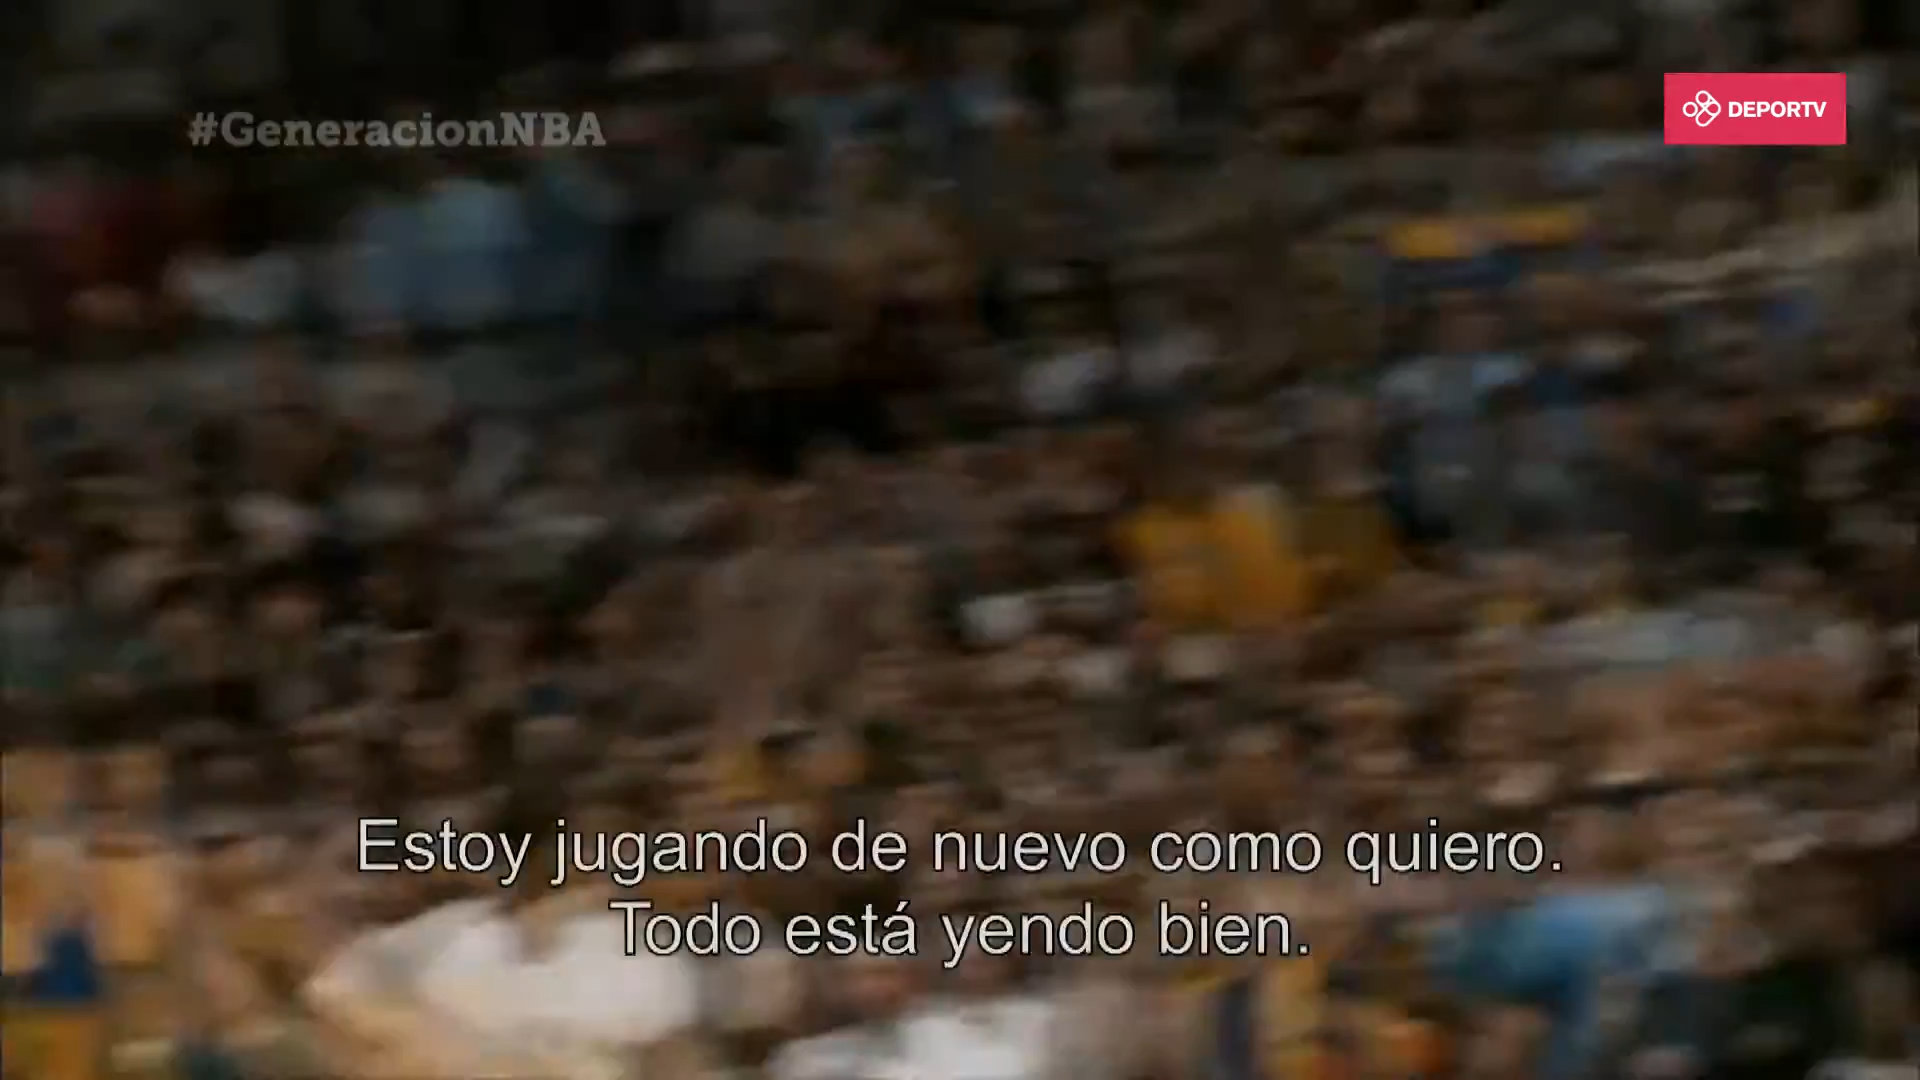 #GeneracionNBA
DEPORTV
Estoy jugando de nuevo como quiero.
Todo está yendo bien.